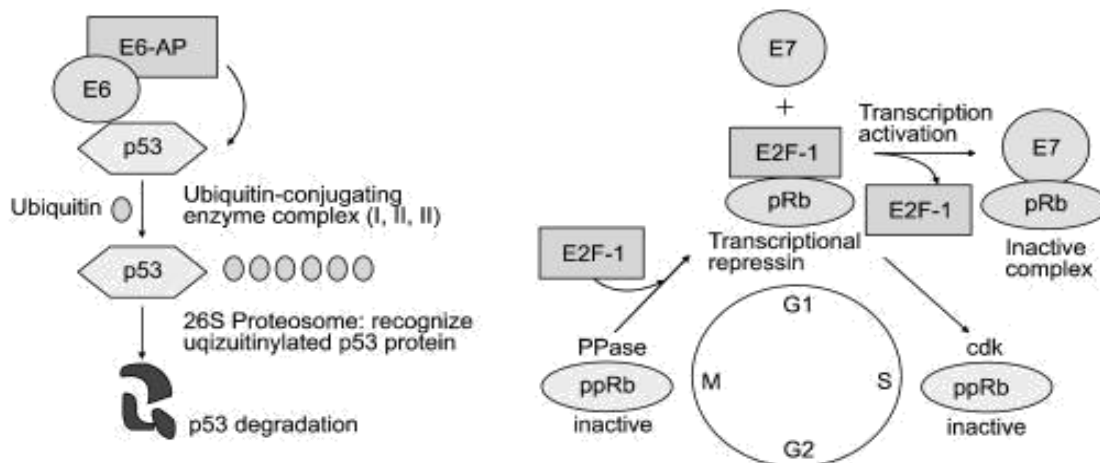 E6-AP
E6
p53
Ubiquitin
Ubiquitin-conjugating
enzyme complex (I, II, II)
p53
26S Proteosome: recognize
uqizuitinylated p53 protein
p53 degradation
E7
+
E2F-1
pRb
Transcriptional
repressin
Transcription
activation
E2F-1
E7
pRb
Inactive
complex
E2F-1
PPase
ppRb
inactive
G1
M
S
G2
cdk
ppRb
inactive